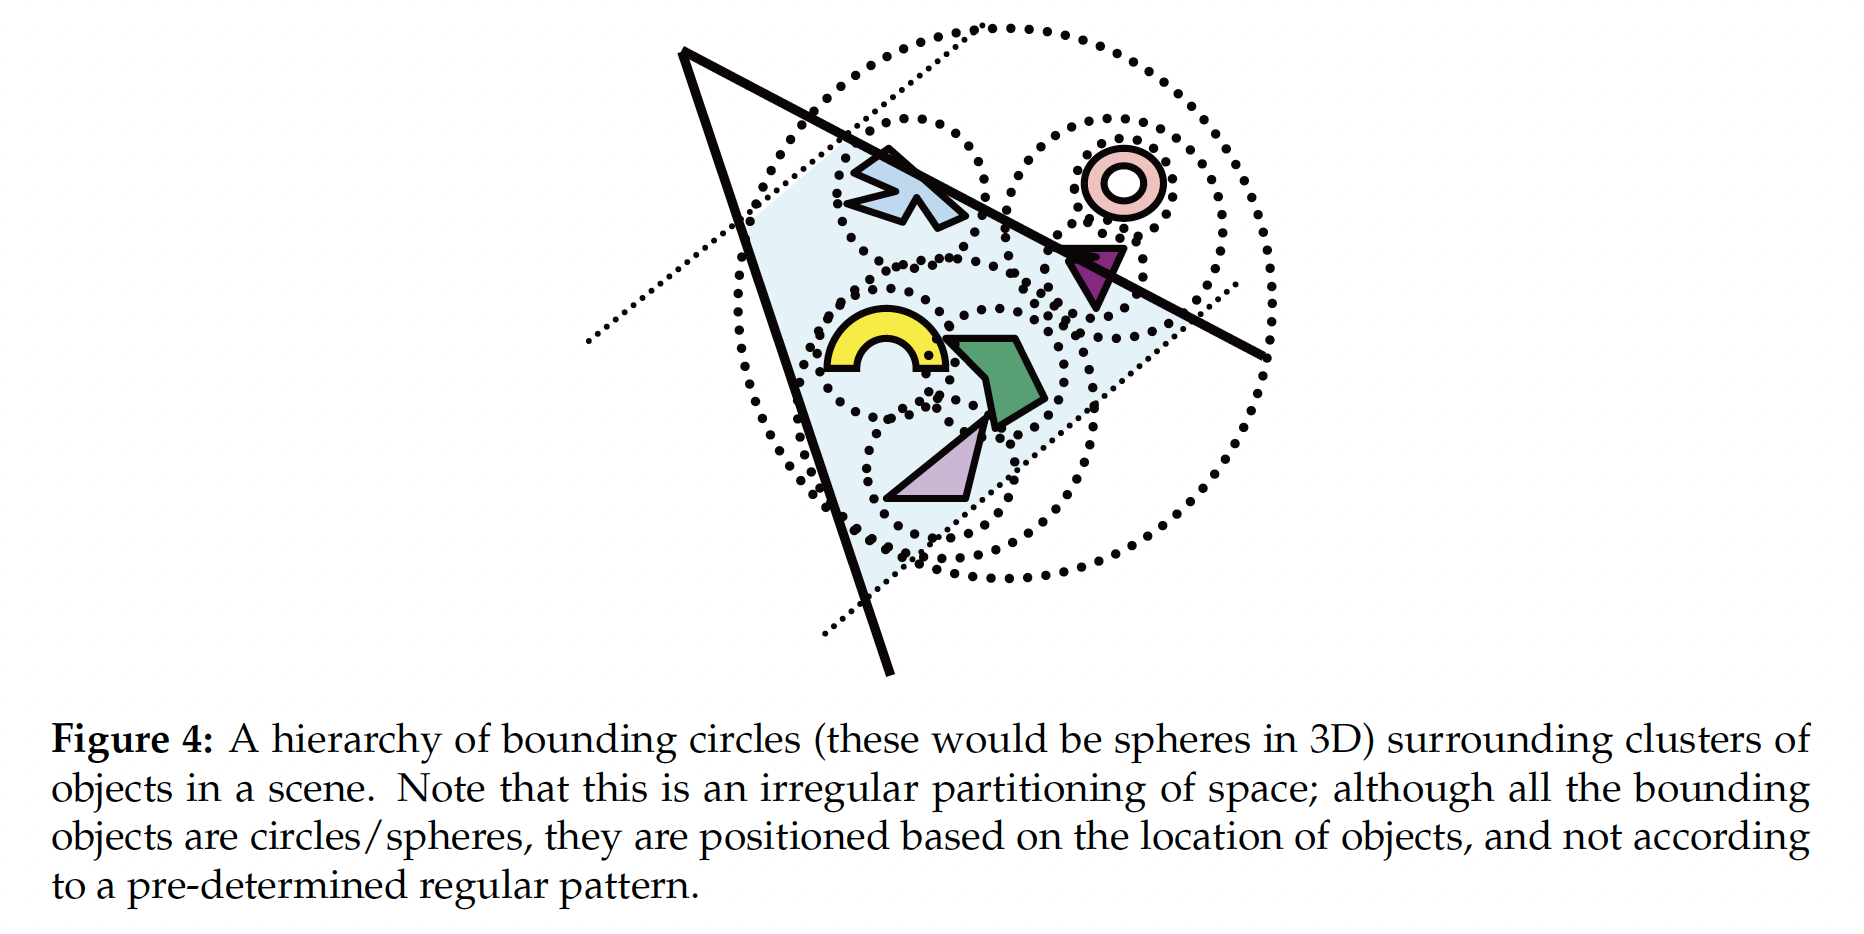 Figure 4: A hierarchy of bounding circles (these would be spheres in 3D) surrounding clusters of
objects in a scene. Note that this is an irregular partitioning of space; although all the bounding
objects are circles/spheres, they are positioned based on the location of objects, and not according
to a pre-determined regular pattern.